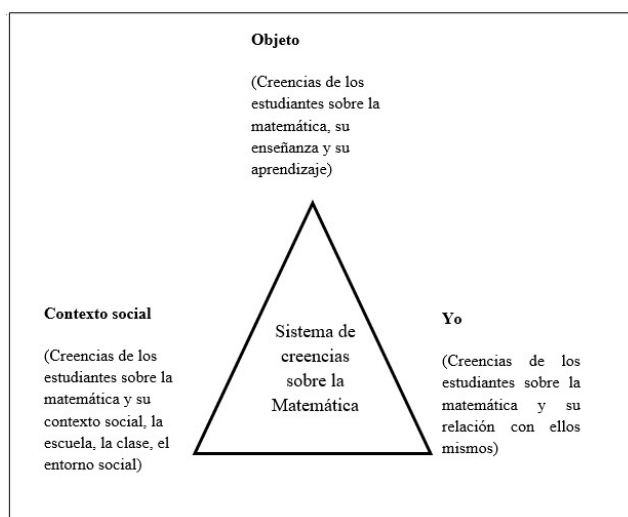 Objeto
(Creencias de los
estudiantes sobre la
matemática, su
enseñanza y su
aprendizaje)
Contexto social
(Creencias de los
estudiantes sobre la
matemática y su
contexto social, la
escuela, la clase, el
entorno social)
Sistema de
creencias
sobre la
Matemática
Yo
(Creencias de los
estudiantes sobre la
matemática y su
relación con ellos
mismos)